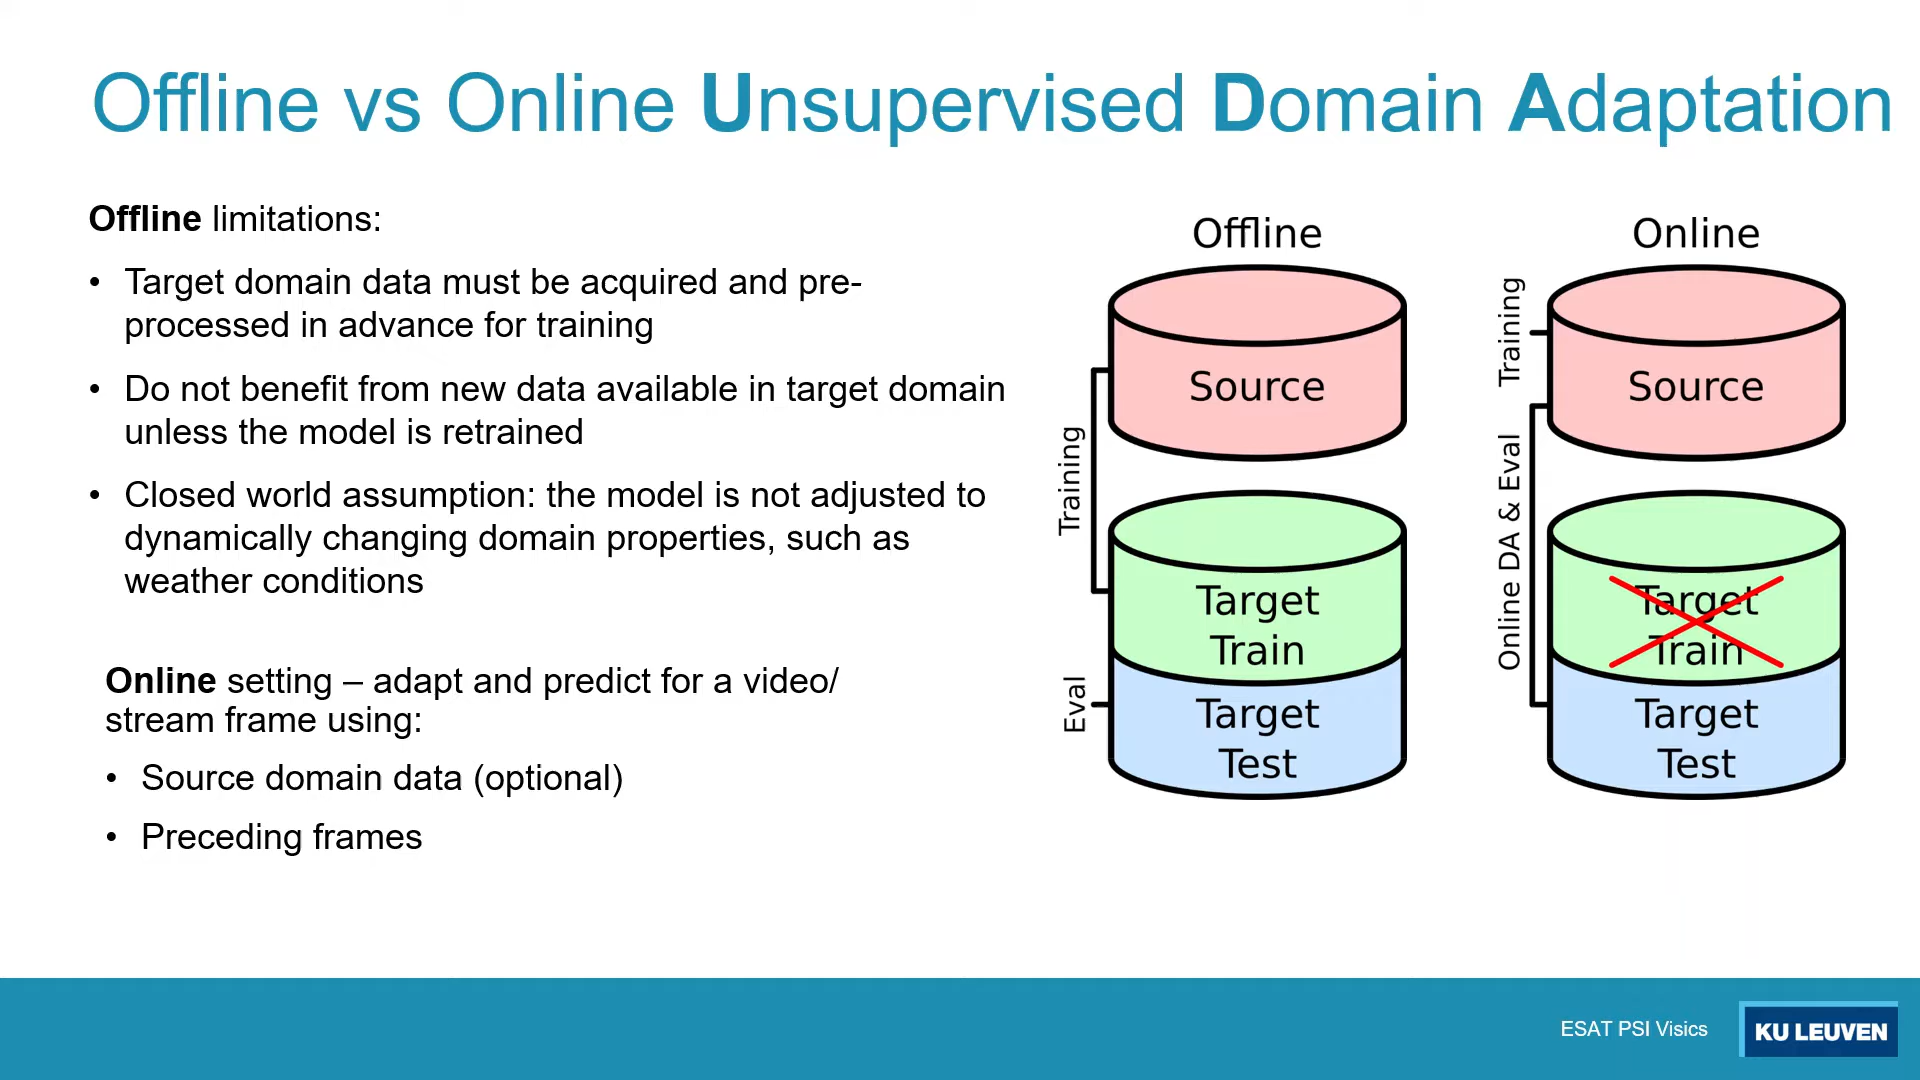 Offline vs Online Unsupervised Domain Adaptation
Offline limitations:
• Target domain data must be acquired and pre-
processed in advance for training
• Do not benefit from new data available in target domain
unless the model is retrained
• Closed world assumption: the model is not adjusted to
dynamically changing domain properties, such as
weather conditions
Online setting – adapt and predict for a video/
stream frame using:
• Source domain data (optional)
• Preceding frames
Offline
Training
Eval
Source
Target
Train
Target
Test
Online
Training
Online DA & Eval
Source
Target
Train
Target
Test
ESAT PSI Visics
KU LEUVEN